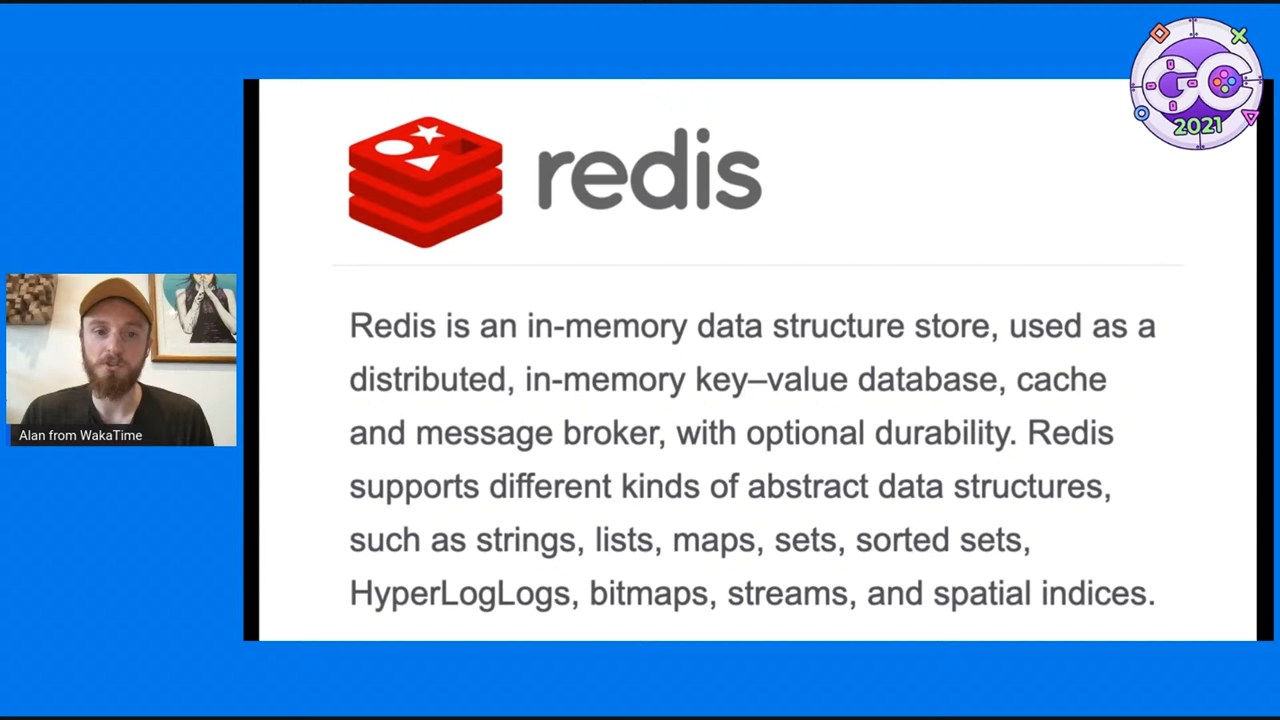 GC
2021
redis
Redis is an in-memory data structure store, used as a
distributed, in-memory key–value database, cache
and message broker, with optional durability. Redis
supports different kinds of abstract data structures,
such as strings, lists, maps, sets, sorted sets,
HyperLogLogs, bitmaps, streams, and spatial indices.
Alan from WakaTime